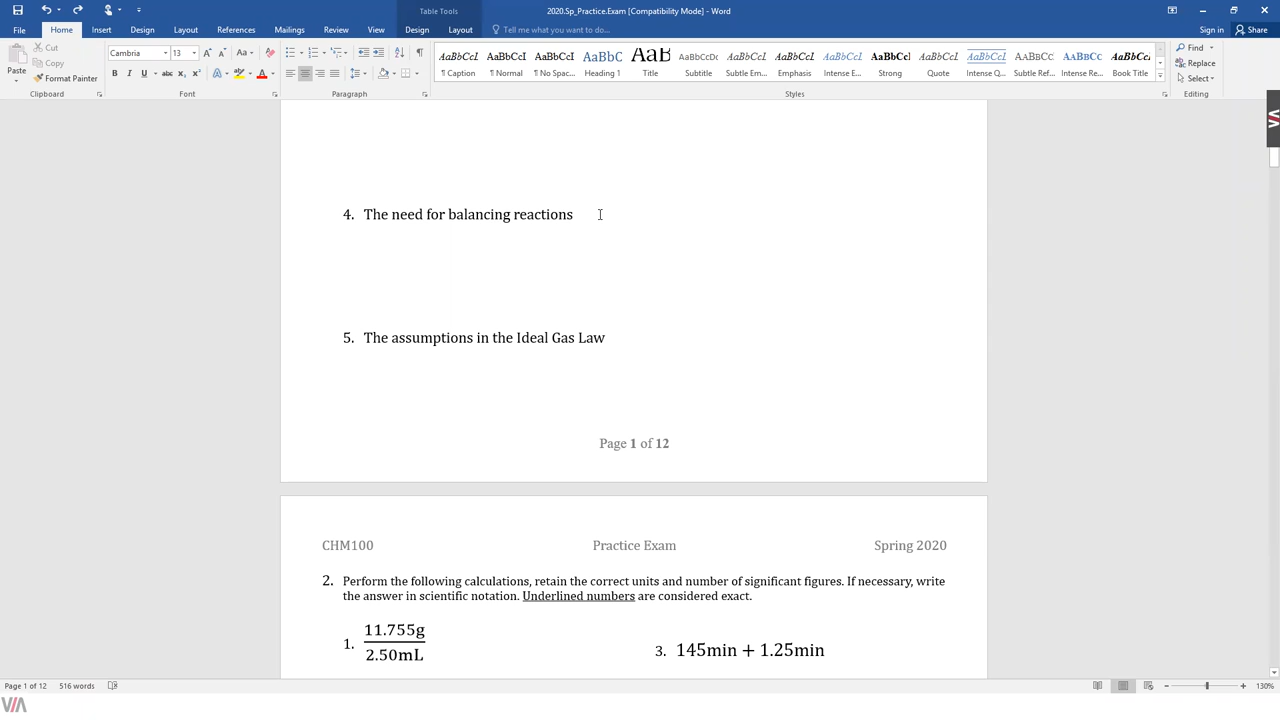 Table Tools
2020.Sp_Practice.Exam [Compatibility Mode] - Word
File Home Insert Design Layout References Mailings Review View Design Layout Tell me what you want to do... Sign in Share
Paste
Cut
Copy
Format Painter
Clipboard
Cambria 13
Font
Paragraph
AaBbCcI AaBbCcI AaBbCcI AaBbC AaB AaBbCcD AaBbCcI AaBbCcI AaBbCcI AaBbCc AaBbCcI AaBbCcI AaBbCcD AaBbCc AaBbCcI
¶ Caption ¶ Normal ¶ No Spac... Heading 1 Title Subtitle Subtle Em... Emphasis Intense E... Strong Quote Intense Q... Subtle Ref... Intense Re... Book Title
Styles
Find
Replace
Select
Editing
4. The need for balancing reactions
5. The assumptions in the Ideal Gas Law
Page 1 of 12
CHM100 Practice Exam Spring 2020
2. Perform the following calculations, retain the correct units and number of significant figures. If necessary, write
the answer in scientific notation. Underlined numbers are considered exact.
1. 11.755g
2.50mL
3. 145min + 1.25min
Page 1 of 12 516 words
130%
VIA